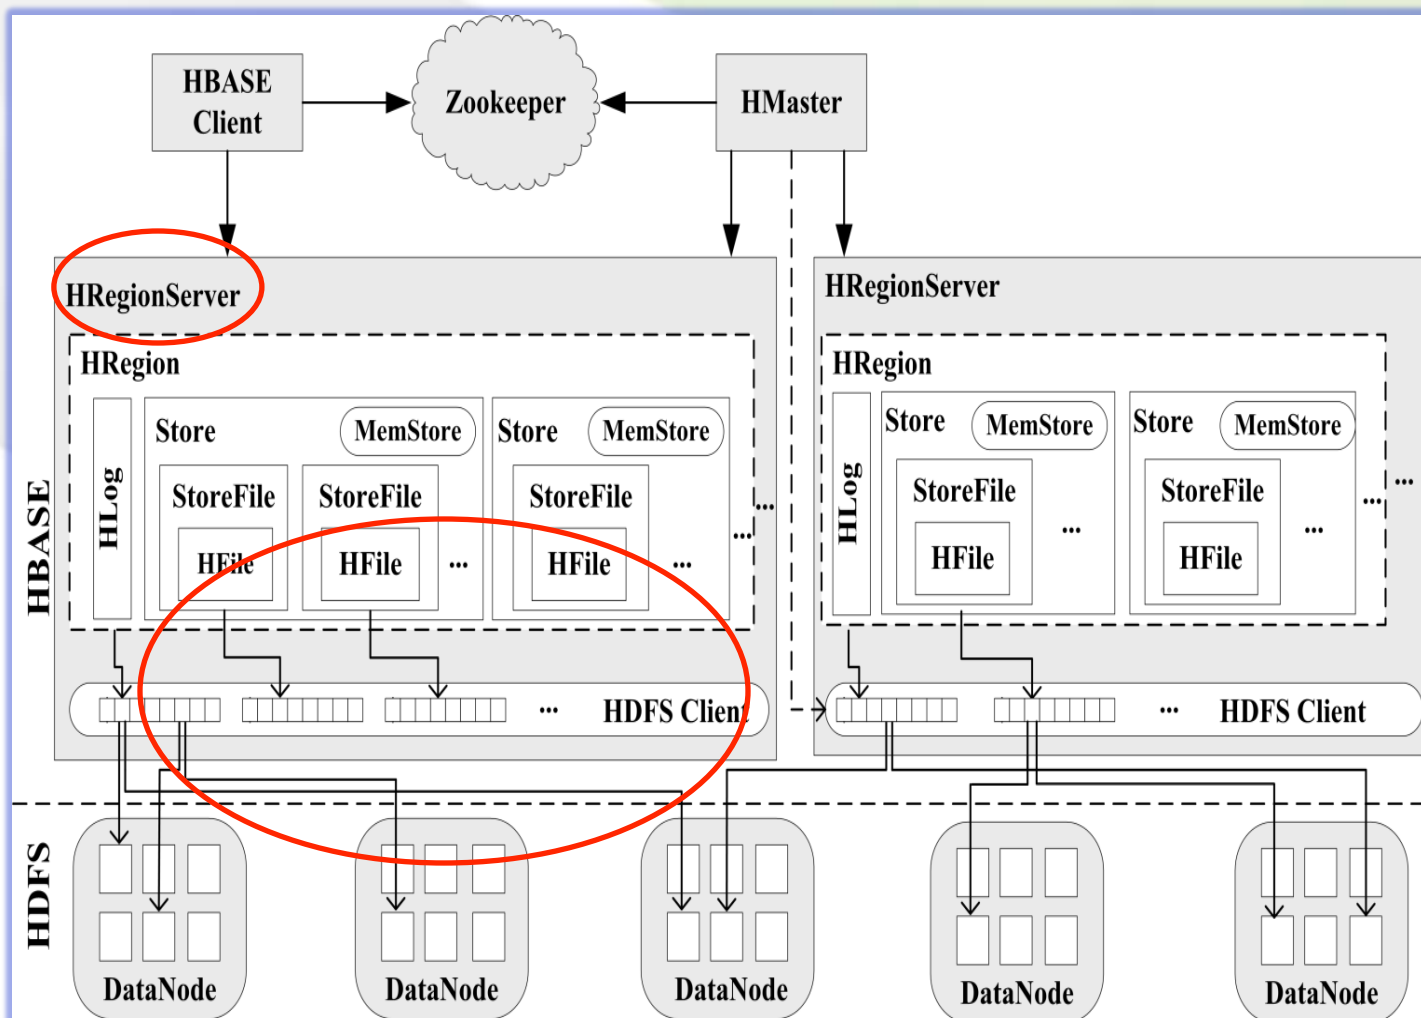 HBASE
Client
Zookeeper
HMaster
HRegionServer
HRegion
HLog
Store
MemStore
StoreFile
HFile
StoreFile
HFile
...
Store
MemStore
StoreFile
HFile
...
...
...
HDFS Client
...
HRegionServer
HRegion
HLog
Store
MemStore
StoreFile
HFile
...
Store
MemStore
StoreFile
HFile
...
...
...
...
HDFS Client
HBASE
HDFS
DataNode
DataNode
DataNode
DataNode
DataNode